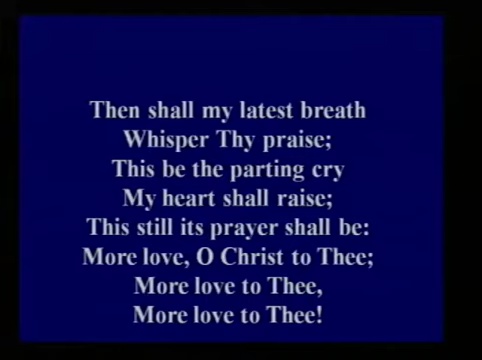 Then shall my latest breath
Whisper Thy praise;
This be the parting cry
My heart shall raise;
This still its prayer shall be:
More love, O Christ to Thee;
More love to Thee,
More love to Thee!